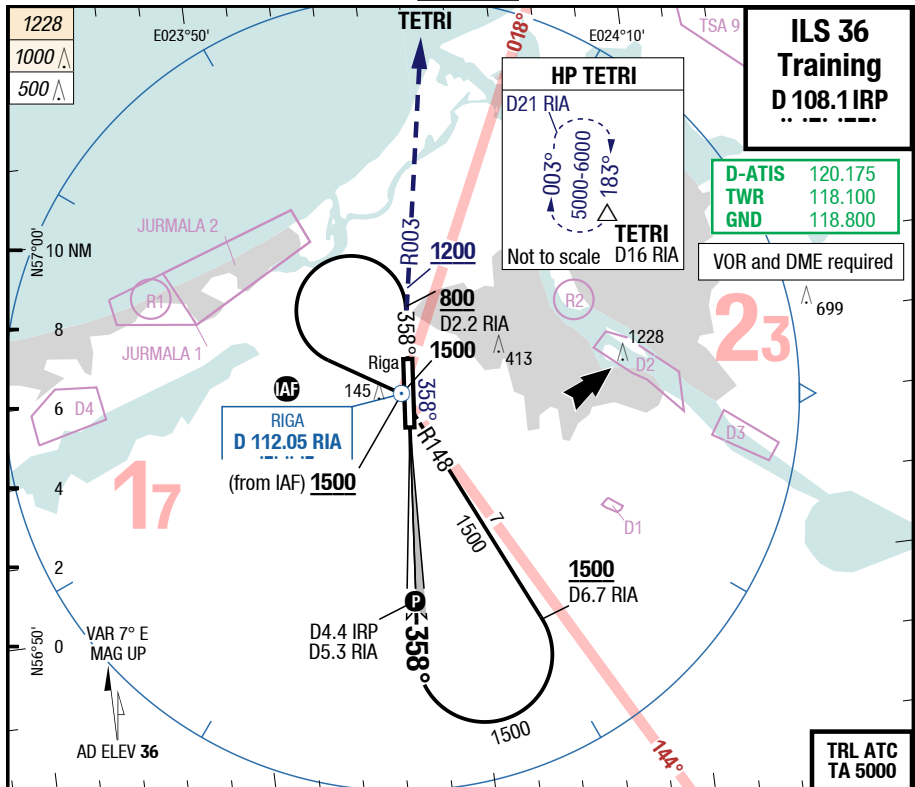 1228
1000
500
E023°50'
TETRI
018°
E024°10'
TSA 9
ILS 36
Training
D 108.1 IRP
HP TETRI
D21 RIA
003°
5000-6000
183°
TETRI
Not to scale D16 RIA
D-ATIS 120.175
TWR 118.100
GND 118.800
VOR and DME required
699
N57°00'
10 NM
JURMALA 2
R1
JURMALA 1
R003
1200
800
D2.2 RIA
358°
1500
Riga
413
R2
1228
D2
23
8
6
D4
IAF
145
358°
RIGA
D 112.05 RIA
(from IAF) 1500
R148
D3
4
17
7
1500
D1
2
1500
D6.7 RIA
P
D4.4 IRP
D5.3 RIA
358°
N56°50'
0
VAR 7° E
MAG UP
AD ELEV 36
1500
144°
TRL ATC
TA 5000